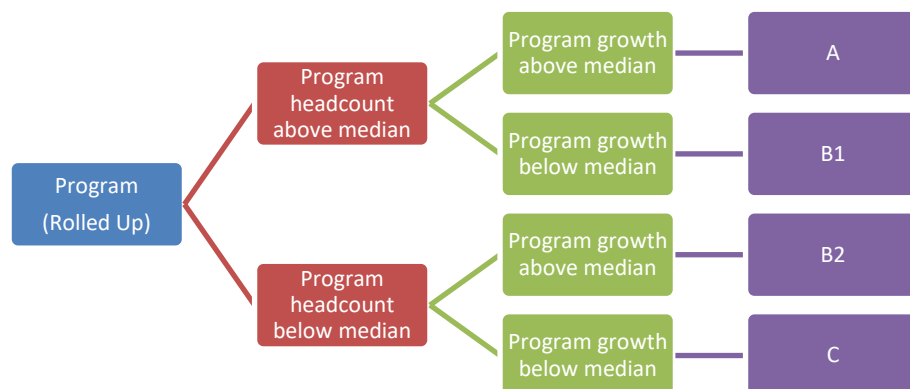 Program
(Rolled Up)
Program
headcount
above median
Program growth
above median
A
Program growth
below median
B1
Program
headcount
below median
Program growth
above median
B2
Program growth
below median
C